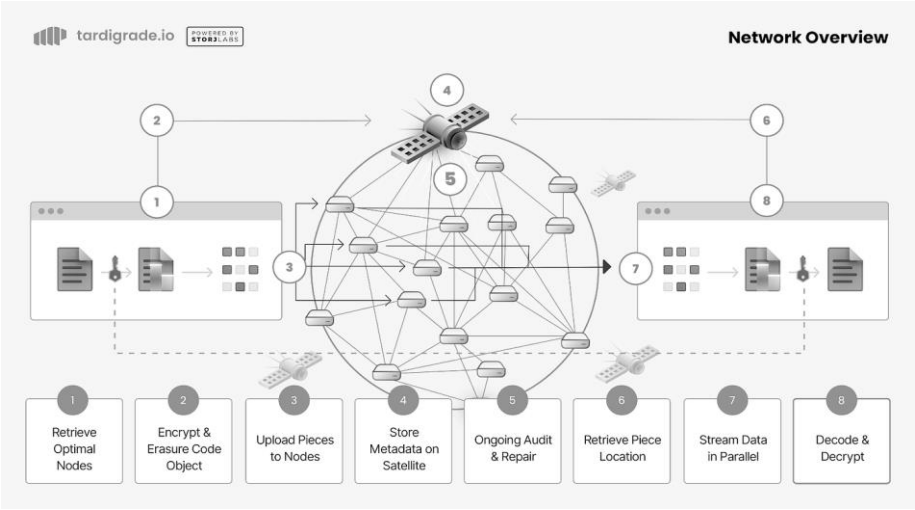 tardigrade.io
POWERED BY
STORJLABS
Network Overview
4
2
6
5
1
8
3
7
1
Retrieve
Optimal
Nodes
2
Encrypt &
Erasure Code
Object
3
Upload Pieces
to Nodes
4
Store
Metadata on
Satellite
5
Ongoing Audit
& Repair
6
Retrieve Piece
Location
7
Stream Data
in Parallel
8
Decode &
Decrypt